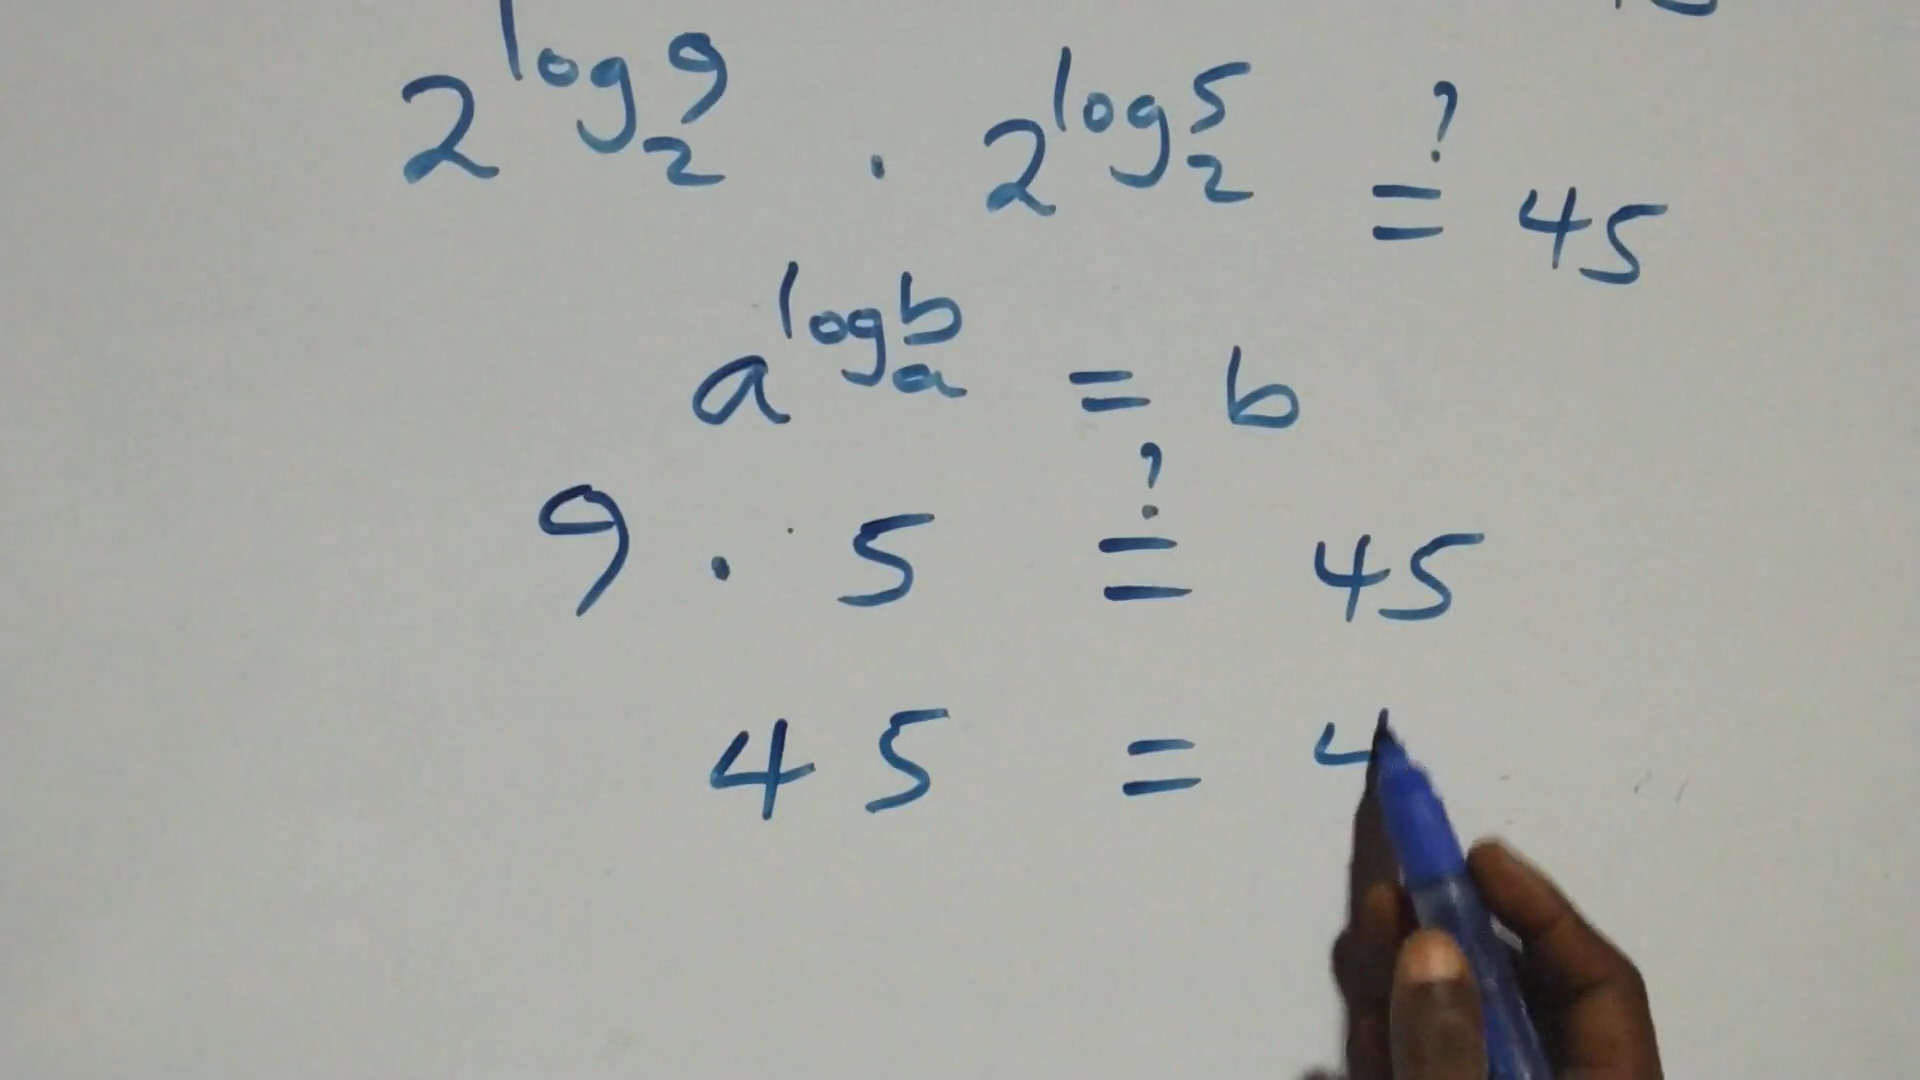 2^log₂9 . 2^log₂5 =? 45
a^logₐb = b
9 . 5 =? 45
45 = 4